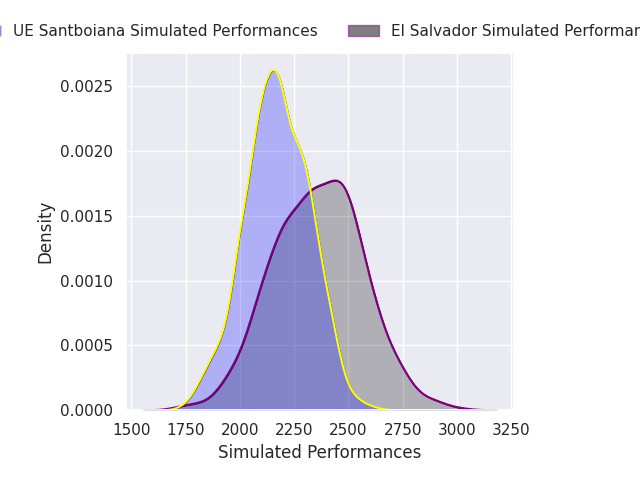 UE Santboiana Simulated Performances
El Salvador Simulated Performan
0.0025
0.0020
0.0015
0.0010
0.0005
0.0000
Density
1500 1750 2000 2250 2500 2750 3000 3250
Simulated Performances